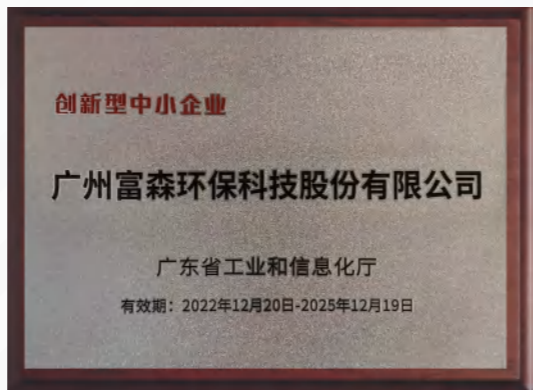 创新型中小企业
广州富森环保科技股份有限公司
广东省工业和信息化厅
有效期：2022年12月20日-2025年12月19日